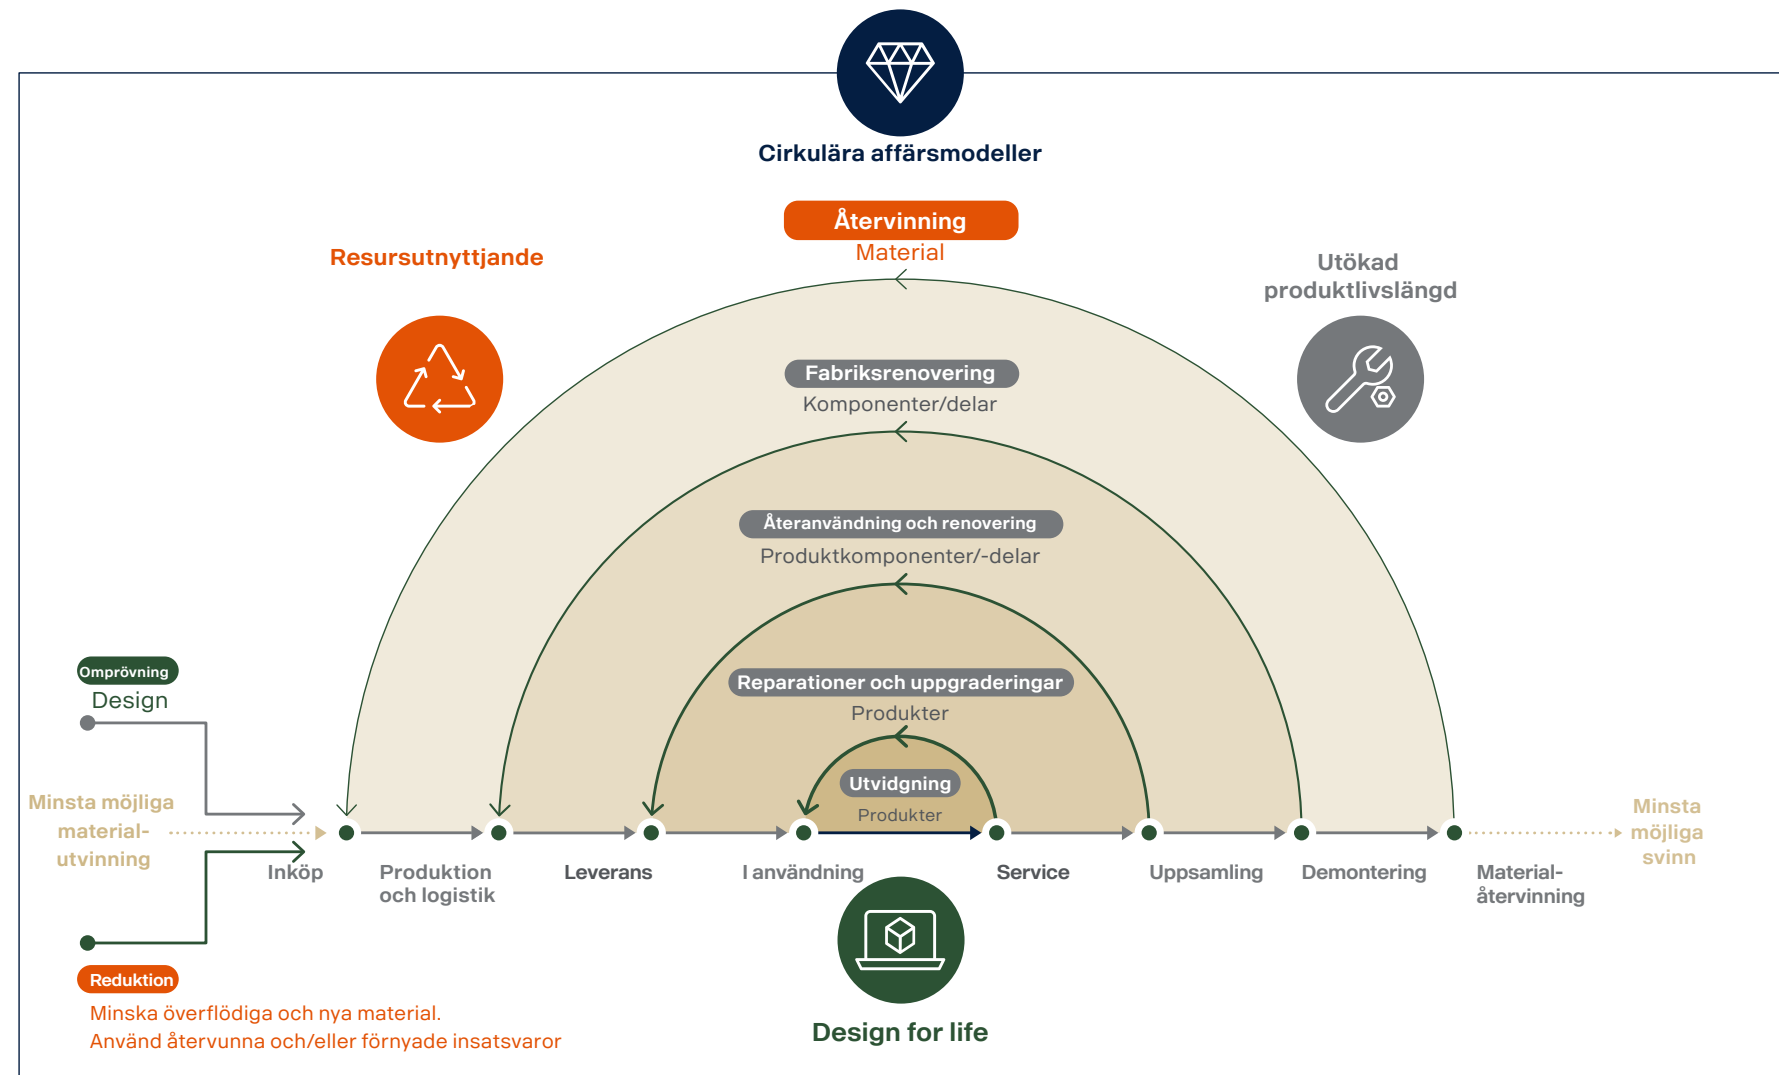 Cirkulära affärsmodeller
Återvinning
Material
Resursutnyttjande
Utökad
produktlivslängd
Fabriksrenovering
Komponenter/delar
Återanvändning och renovering
Produktkomponenter/-delar
Reparationer och uppgraderingar
Produkter
Utvidgning
Produkter
Omprövning
Design
Minsta möjliga
material-
utvinning
Minsta
möjliga
svinn
Inköp
Produktion
och logistik
Leverans
I användning
Service
Uppsamling
Demontering
Material-
återvinning
Reduktion
Minska överflödiga och nya material.
Använd återvunna och/eller förnyade insatsvaror
Design for life